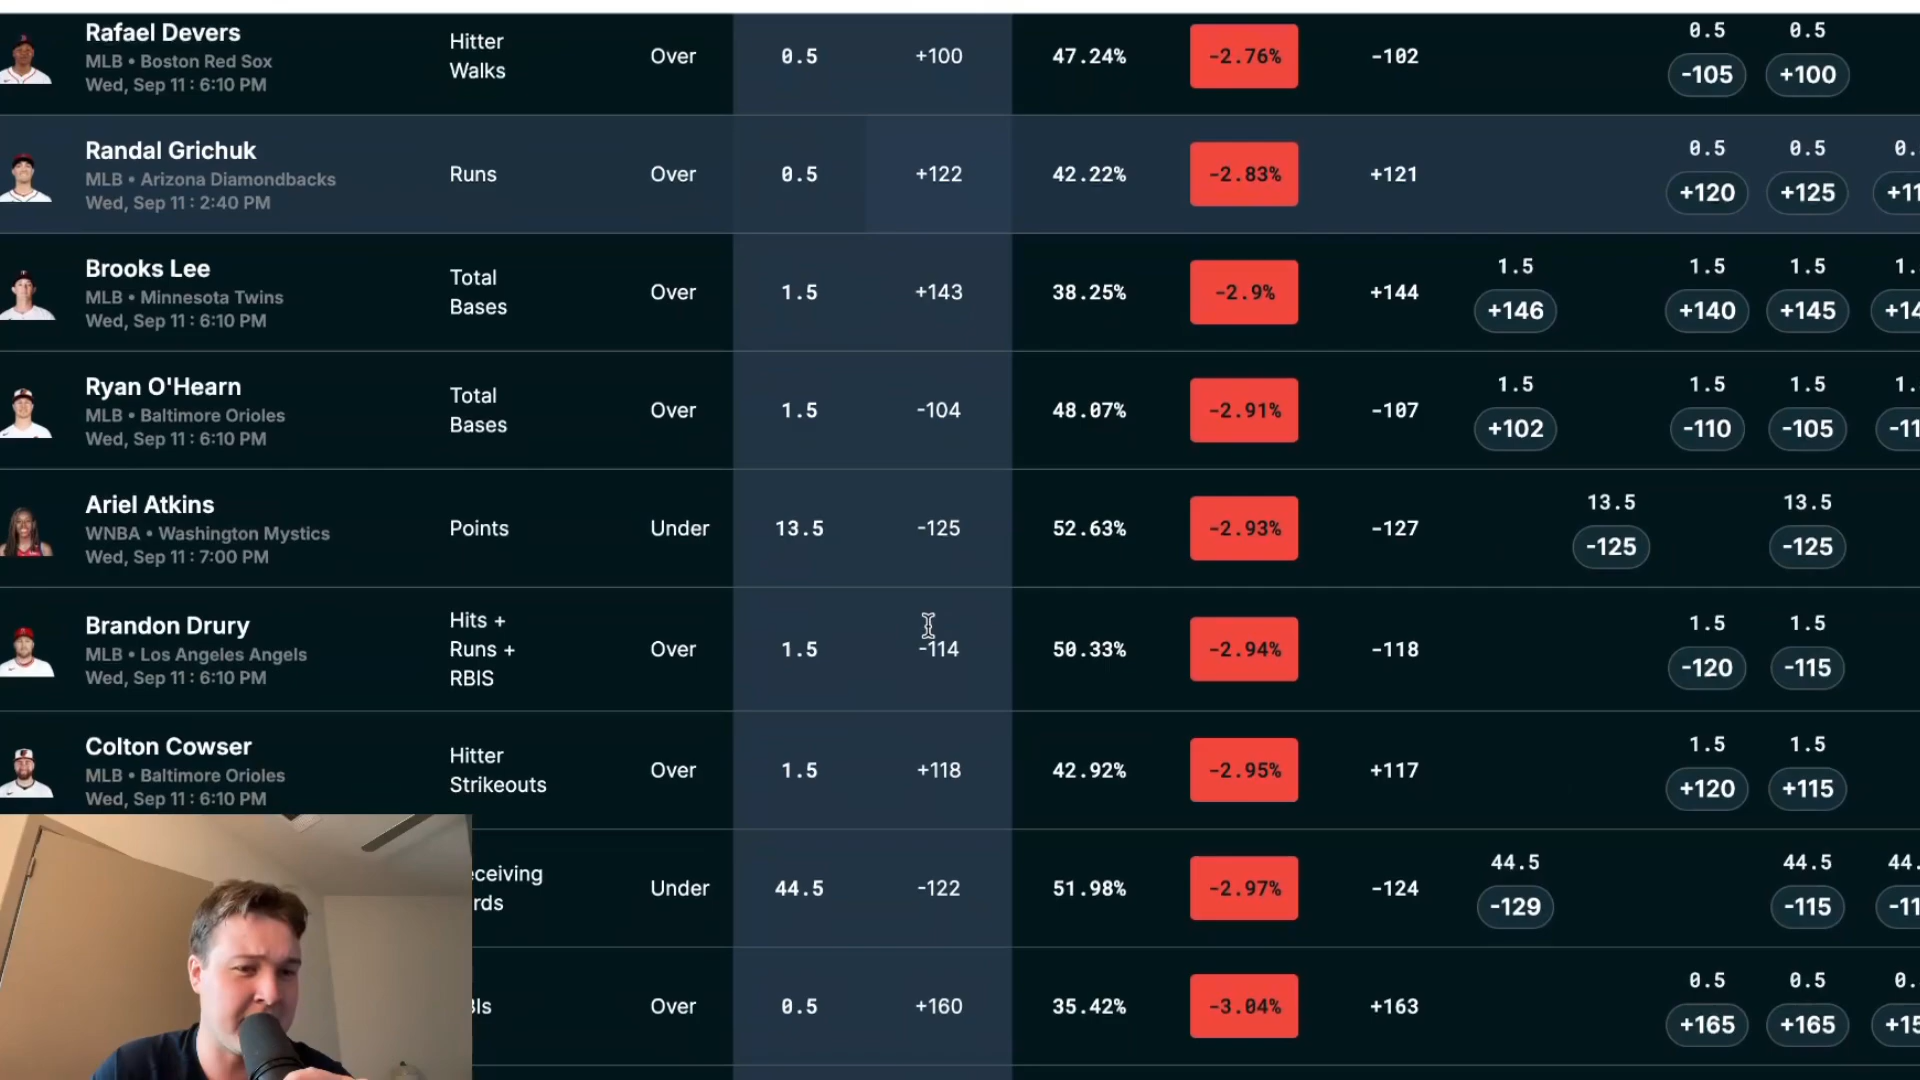 Rafael Devers
MLB • Boston Red Sox
Wed, Sep 11 : 6:10 PM
Hitter
Walks
Over
0.5
+100
47.24%
-2.76%
-102
0.5
-105
0.5
+100
Randal Grichuk
MLB • Arizona Diamondbacks
Wed, Sep 11 : 2:40 PM
Runs
Over
0.5
+122
42.22%
-2.83%
+121
0.5
+120
0.5
+125
Brooks Lee
MLB • Minnesota Twins
Wed, Sep 11 : 6:10 PM
Total
Bases
Over
1.5
+143
38.25%
-2.9%
+144
1.5
+146
1.5
+140
1.5
+145
Ryan O'Hearn
MLB • Baltimore Orioles
Wed, Sep 11 : 6:10 PM
Total
Bases
Over
1.5
-104
48.07%
-2.91%
-107
1.5
+102
1.5
-110
1.5
-105
Ariel Atkins
WNBA • Washington Mystics
Wed, Sep 11 : 7:00 PM
Points
Under
13.5
-125
52.63%
-2.93%
-127
13.5
-125
13.5
-125
Brandon Drury
MLB • Los Angeles Angels
Wed, Sep 11 : 6:10 PM
Hits +
Runs +
RBIS
Over
1.5
-114
50.33%
-2.94%
-118
1.5
-120
1.5
-115
Colton Cowser
MLB • Baltimore Orioles
Wed, Sep 11 : 6:10 PM
Hitter
Strikeouts
Over
1.5
+118
42.92%
-2.95%
+117
1.5
+120
1.5
+115
Under
44.5
-122
51.98%
-2.97%
-124
44.5
-129
44.5
-115
Over
0.5
+160
35.42%
-3.04%
+163
0.5
+165
0.5
+165